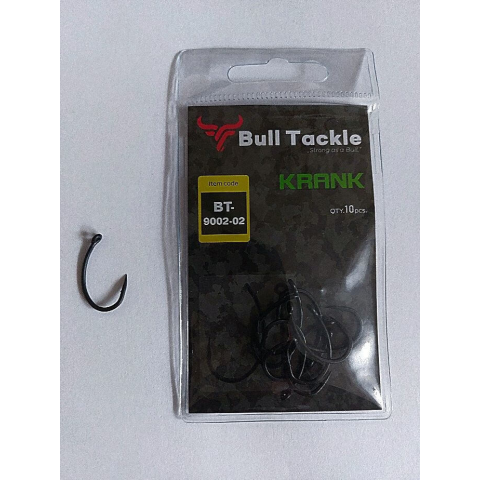 Bull Tackle
"Strong as a Bull"
Item code
BT-
9002-02
KRANK
QTY.10pcs.